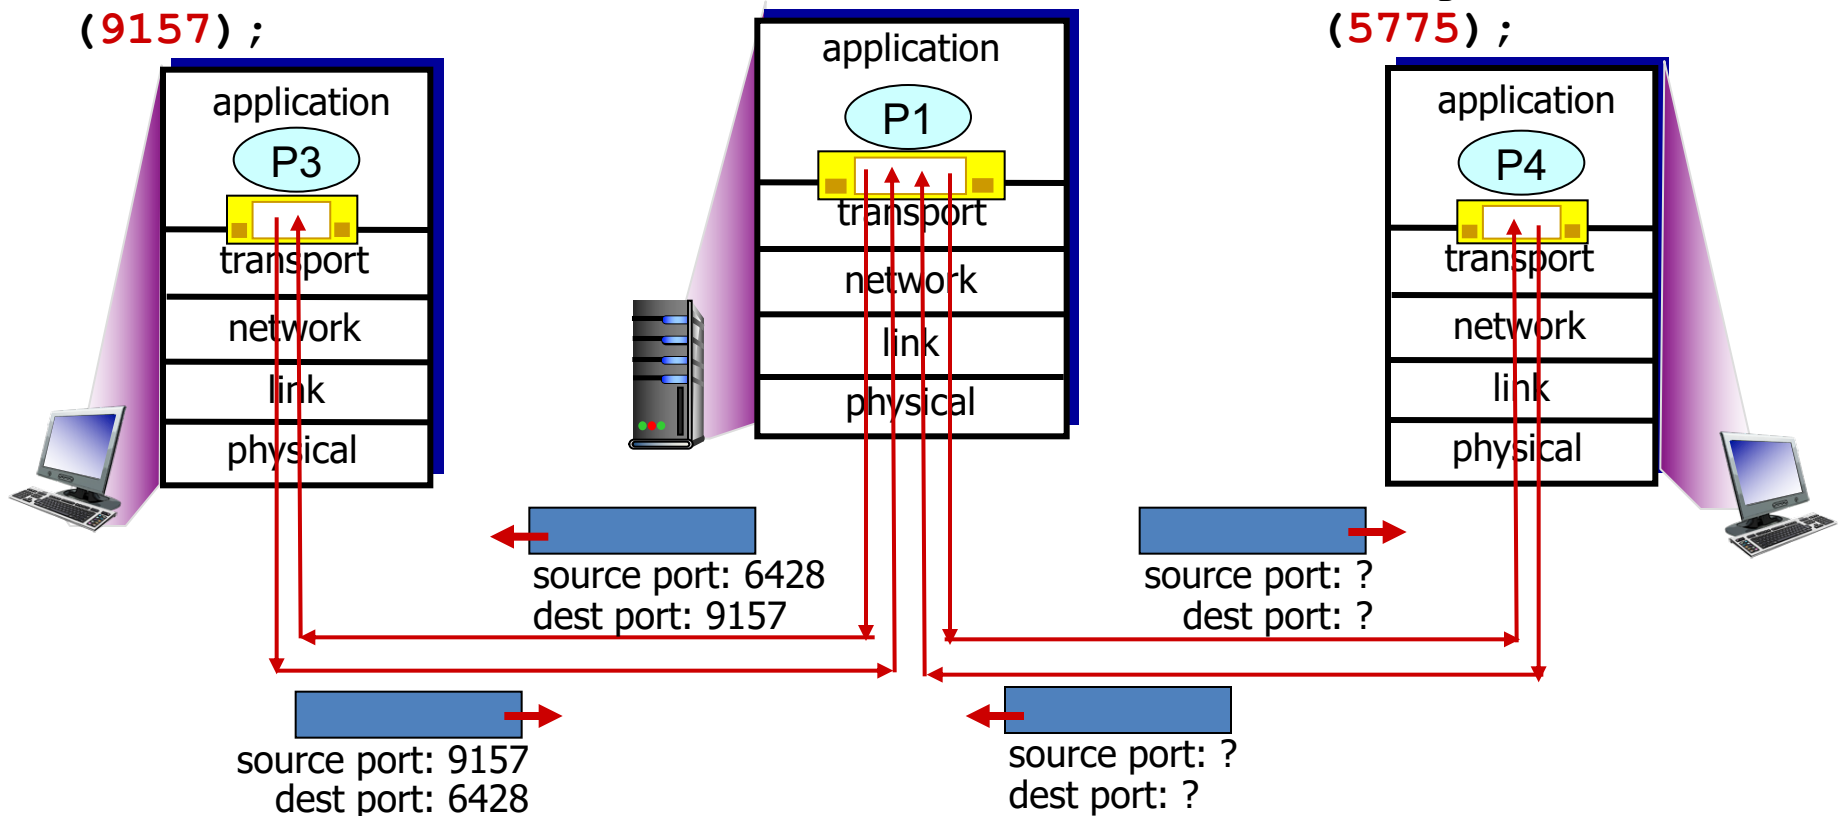 (9157);
application
P3
transport
network
link
physical
application
P1
transport
network
link
physical
(5775);
application
P4
transport
network
link
physical
source port: 6428
dest port: 9157
source port: ?
dest port: ?
source port: 9157
dest port: 6428
source port: ?
dest port: ?